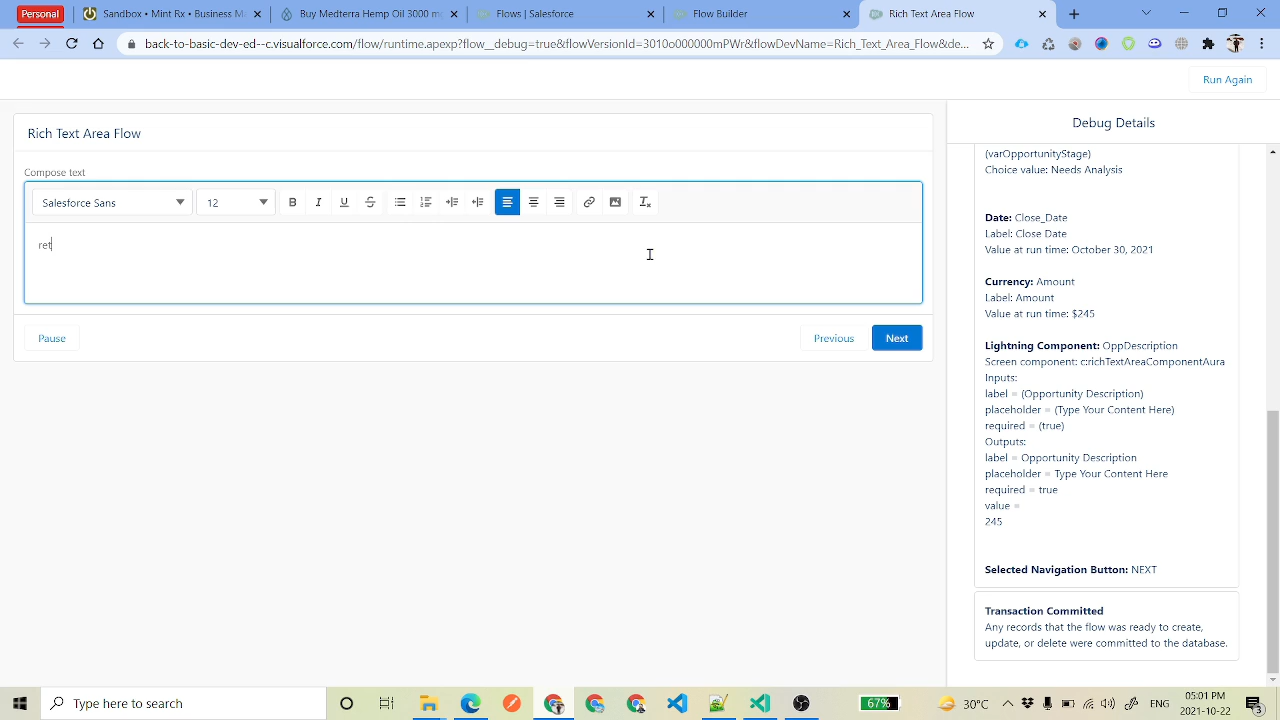 Personal
Sandbox • Mint for Business M
Buy Medterra Hemp Oil 3000 mg
Flows | Salesforce
Flow Builder
Rich Text Area Flow
back-to-basic-dev-ed--c.visualforce.com/flow/runtime.apexp?flow__debug=true&flowVersionId=3010o000000mPWr&flowDevName=Rich_Text_Area_Flow&de...
Run Again
Rich Text Area Flow
Compose text
Salesforce Sans
12
ret
Pause
Previous
Next
Debug Details
(varOpportunityStage)
Choice value: Needs Analysis
Date: Close_Date
Label: Close Date
Value at run time: October 30, 2021
Currency: Amount
Label: Amount
Value at run time: $245
Lightning Component: OppDescription
Screen component: c:richTextAreaComponentAura
Inputs:
label = (Opportunity Description)
placeholder = (Type Your Content Here)
required = (true)
Outputs:
label = Opportunity Description
placeholder = Type Your Content Here
required = true
value =
245
Selected Navigation Button: NEXT
Transaction Committed
Any records that the flow was ready to create,
update, or delete were committed to the database.
Type here to search
67%
30°C
ENG
05:01 PM
2021-10-22
3